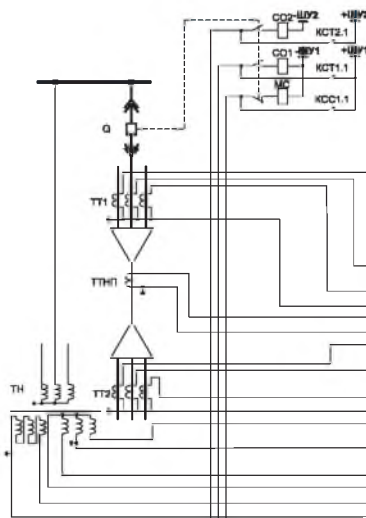 СО2 -ШУ2 +ШУ2
КСТ2.1
СО1 -ШУ1 +ШУ1
КСТ1.1
МС
КСС1.1
Q
ТТ1
ТТНП
ТН
ТТ2